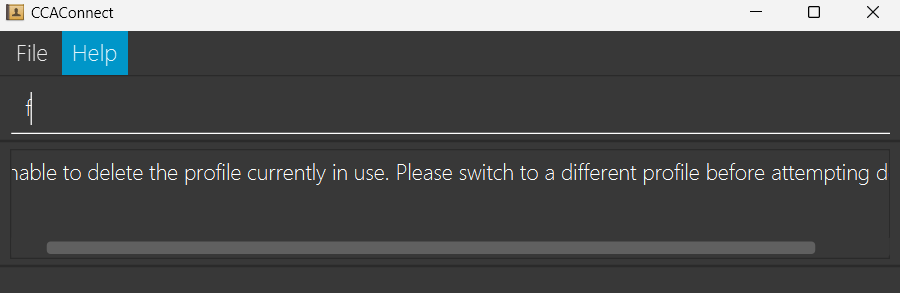 CCAConnect
File Help
f
nable to delete the profile currently in use. Please switch to a different profile before attempting d